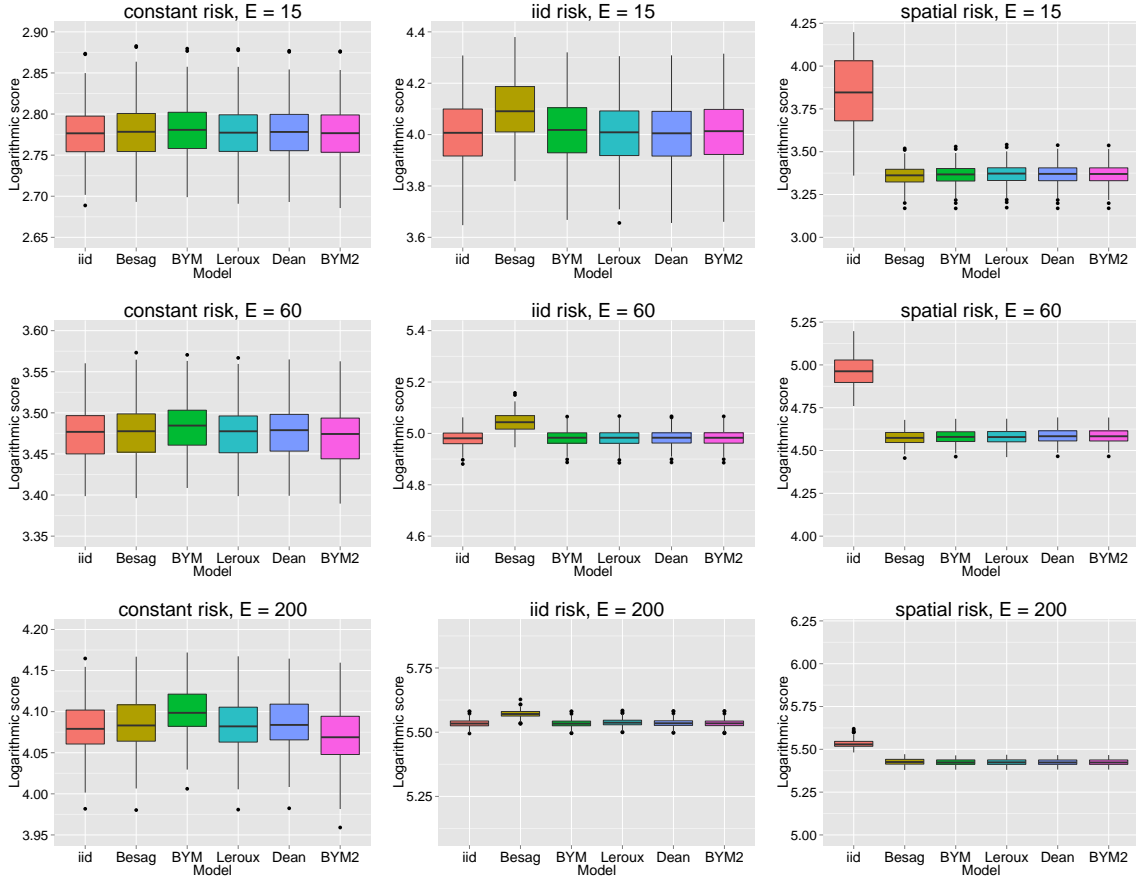 constant risk, E = 15
Logarithmic score
2.90
2.85
2.80
2.75
2.70
2.65
iid Besag BYM Leroux Dean BYM2
Model
iid risk, E = 15
Logarithmic score
4.4
4.2
4.0
3.8
3.6
iid Besag BYM Leroux Dean BYM2
Model
spatial risk, E = 15
Logarithmic score
4.25
4.00
3.75
3.50
3.25
3.00
iid Besag BYM Leroux Dean BYM2
Model
constant risk, E = 60
Logarithmic score
3.60
3.55
3.50
3.45
3.40
3.35
iid Besag BYM Leroux Dean BYM2
Model
iid risk, E = 60
Logarithmic score
5.4
5.2
5.0
4.8
4.6
iid Besag BYM Leroux Dean BYM2
Model
spatial risk, E = 60
Logarithmic score
5.25
5.00
4.75
4.50
4.25
4.00
iid Besag BYM Leroux Dean BYM2
Model
constant risk, E = 200
Logarithmic score
4.20
4.15
4.10
4.05
4.00
3.95
iid Besag BYM Leroux Dean BYM2
Model
iid risk, E = 200
Logarithmic score
5.75
5.50
5.25
iid Besag BYM Leroux Dean BYM2
Model
spatial risk, E = 200
Logarithmic score
6.25
6.00
5.75
5.50
5.25
5.00
iid Besag BYM Leroux Dean BYM2
Model